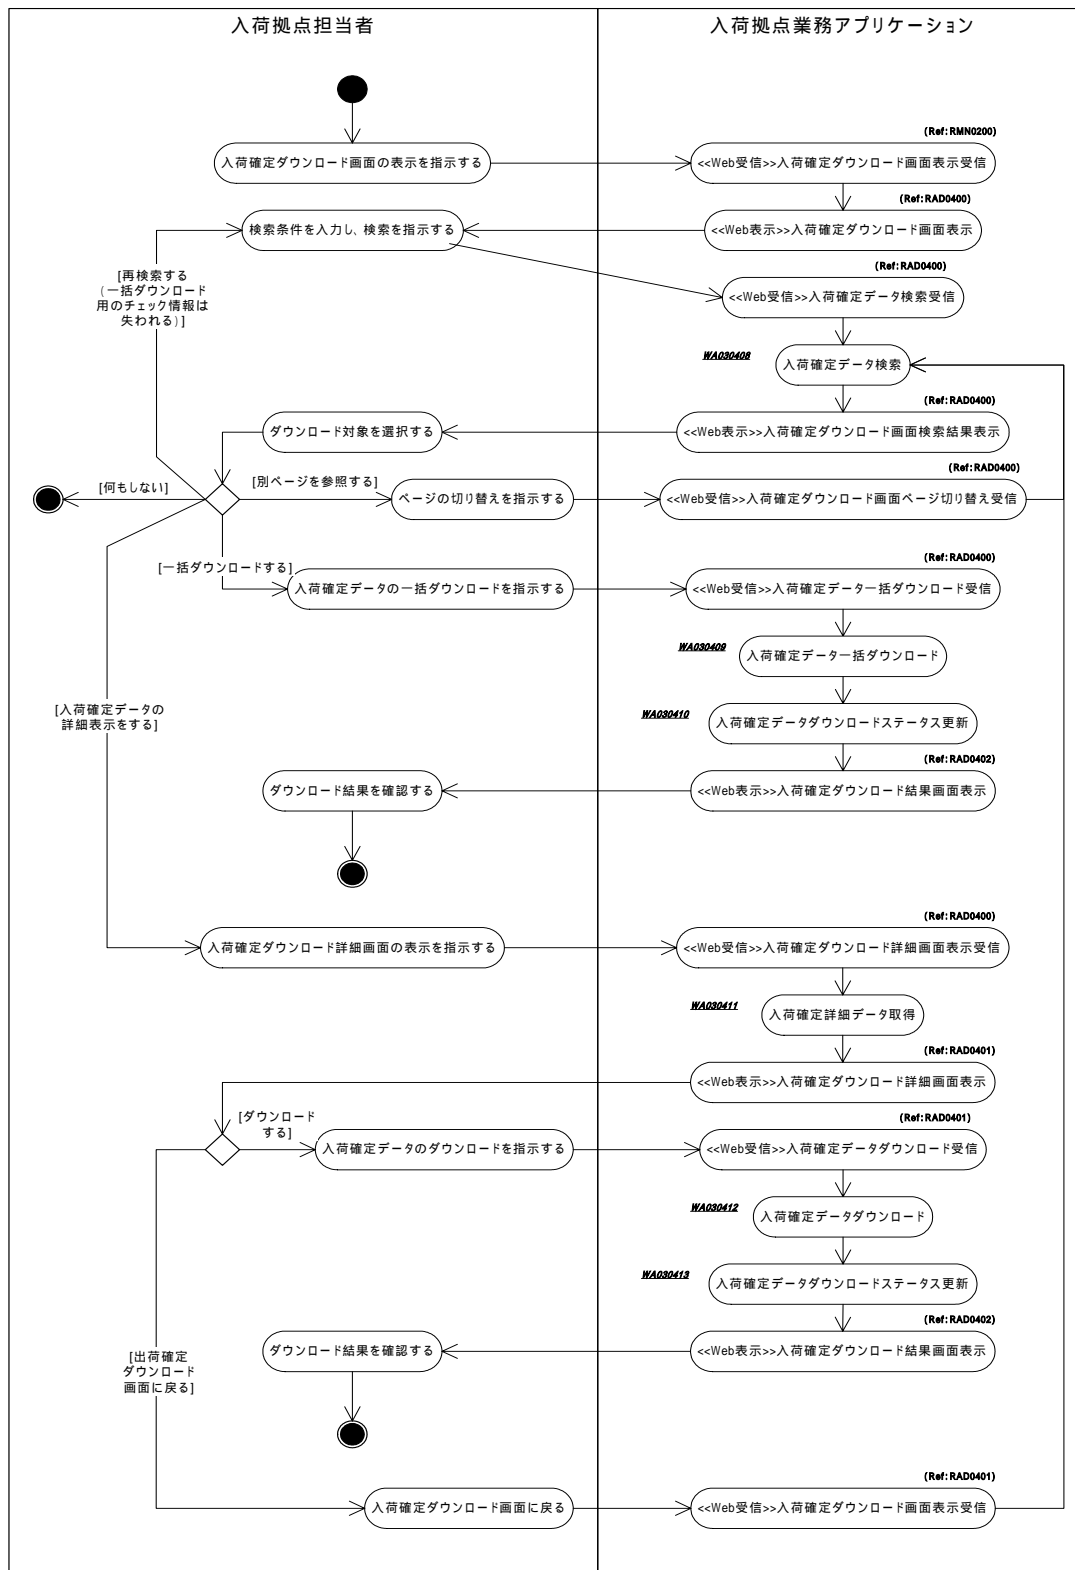 入荷拠点担当者
入荷拠点業務アプリケーション
(Ref:RMN0200)
入荷確定ダウンロード画面の表示を指示する
<<Web受信>>入荷確定ダウンロード画面表示受信
(Ref:RAD0400)
検索条件を入力し、検索を指示する
<<Web表示>>入荷確定ダウンロード画面表示
(Ref:RAD0400)
[再検索する
(一括ダウンロード
用のチェック情報は
失われる)]
<<Web受信>>入荷確定データ検索受信
WA030408
入荷確定データ検索
(Ref:RAD0400)
ダウンロード対象を選択する
<<Web表示>>入荷確定ダウンロード画面検索結果表示
(Ref:RAD0400)
[何もしない]
[別ページを参照する]
ページの切り替えを指示する
<<Web受信>>入荷確定ダウンロード画面ページ切り替え受信
(Ref:RAD0400)
[一括ダウンロードする]
入荷確定データの一括ダウンロードを指示する
<<Web受信>>入荷確定データ一括ダウンロード受信
WA030409
入荷確定データ一括ダウンロード
[入荷確定データの
詳細表示をする]
WA030410
入荷確定データダウンロードステータス更新
(Ref:RAD0402)
ダウンロード結果を確認する
<<Web表示>>入荷確定ダウンロード結果画面表示
(Ref:RAD0400)
入荷確定ダウンロード詳細画面の表示を指示する
<<Web受信>>入荷確定ダウンロード詳細画面表示受信
WA030411
入荷確定詳細データ取得
(Ref:RAD0401)
<<Web表示>>入荷確定ダウンロード詳細画面表示
(Ref:RAD0401)
[ダウンロード
する]
入荷確定データのダウンロードを指示する
<<Web受信>>入荷確定データダウンロード受信
WA030412
入荷確定データダウンロード
WA030413
入荷確定データダウンロードステータス更新
(Ref:RAD0402)
ダウンロード結果を確認する
<<Web表示>>入荷確定ダウンロード結果画面表示
[出荷確定
ダウンロード
画面に戻る]
(Ref:RAD0401)
入荷確定ダウンロード画面に戻る
<<Web受信>>入荷確定ダウンロード画面表示受信